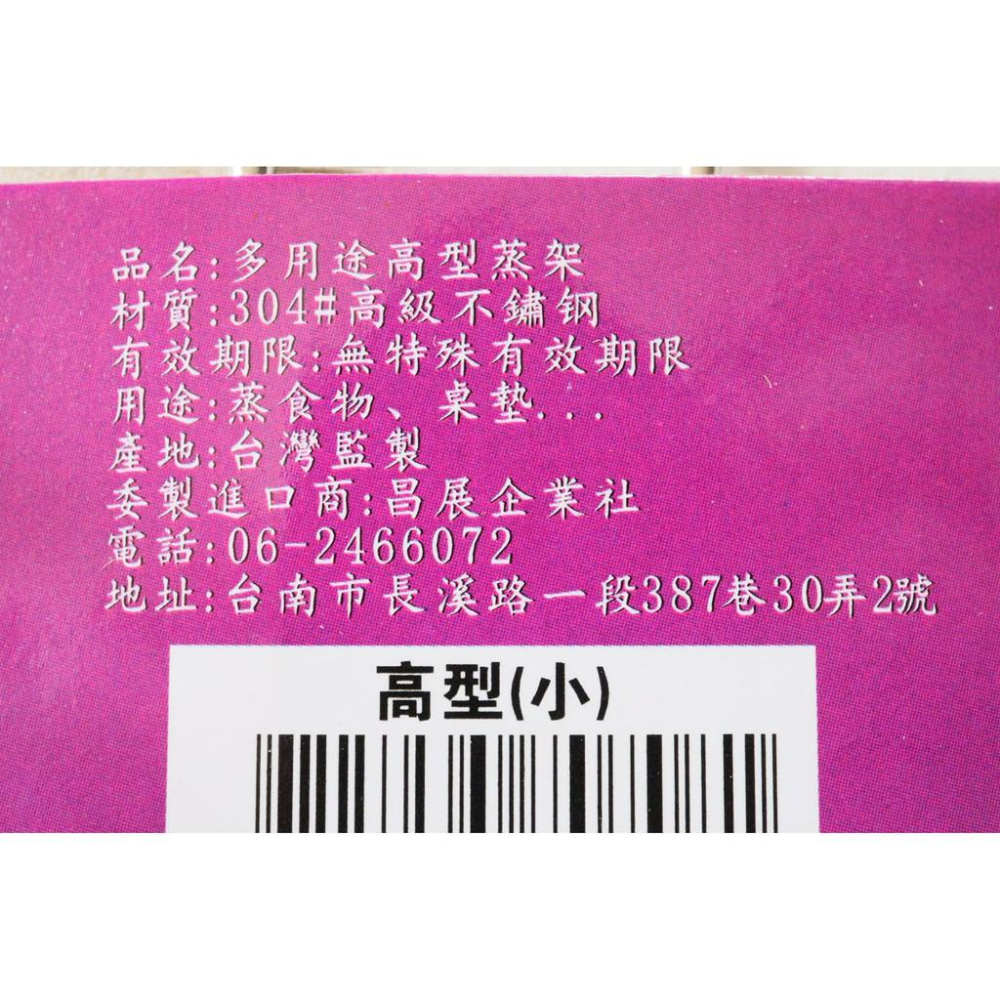 品名:多用途高型蒸架
材質:304#高級不鏽钢
有效期限:無特殊有效期限
用途:蒸食物、桌墊...
產地:台灣監製
委製進口商:昌展企業社
電話:06-2466072
地址:台南市長溪路一段387巷30弄2號
高型(小)